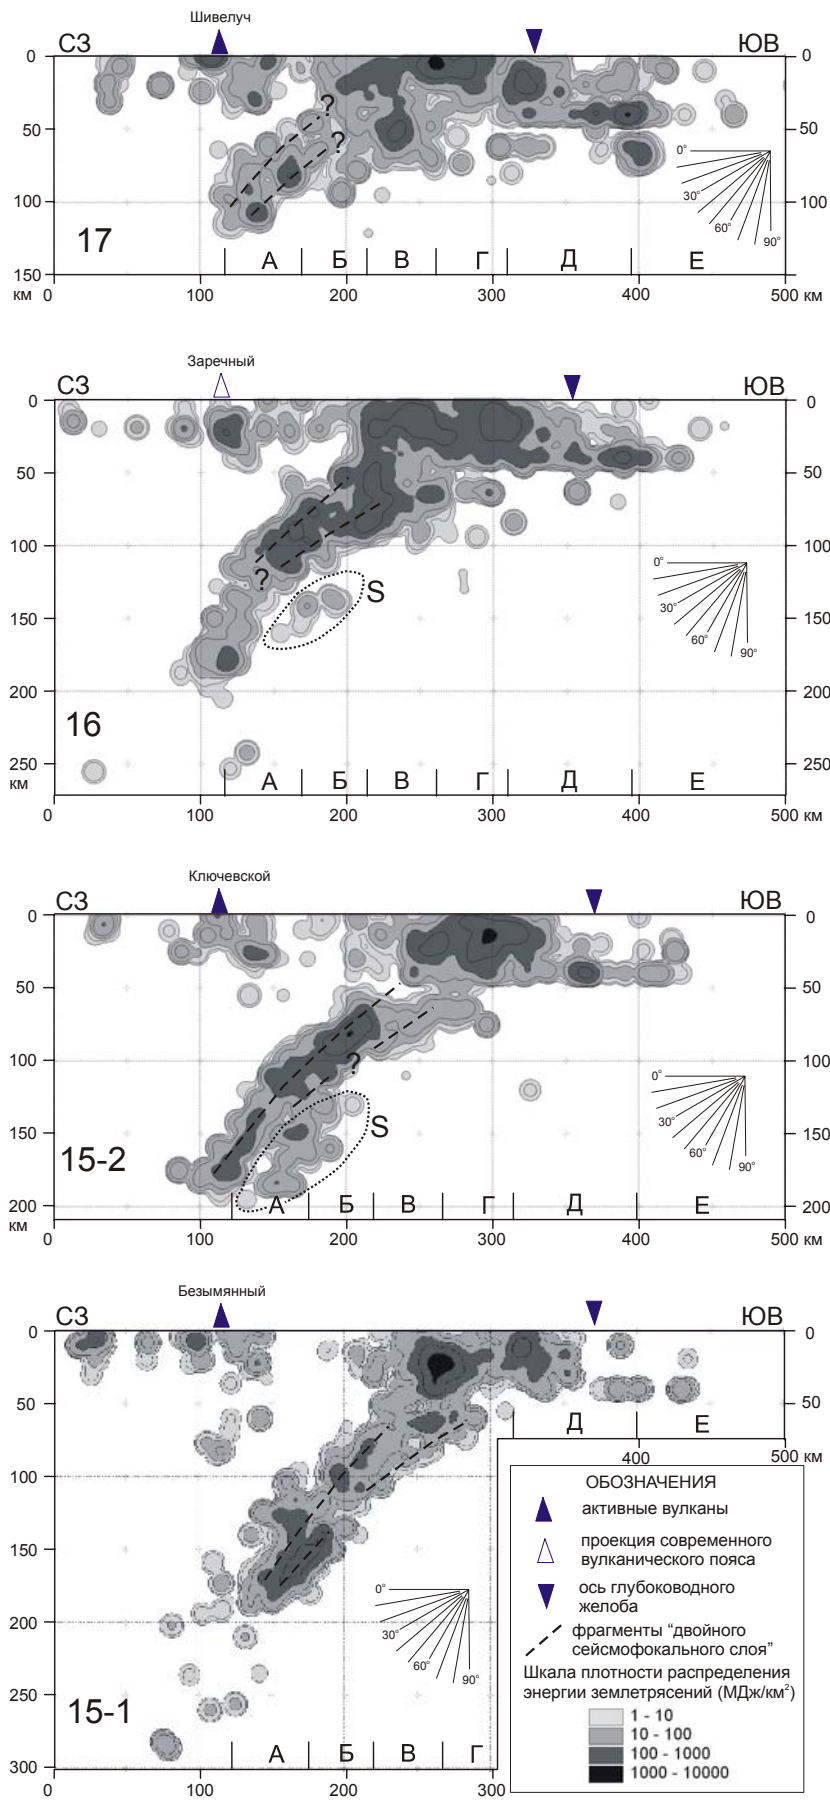 Шивелуч
СЗ ЮВ
0 0
50 50
100 100
150
? ?
0° 30° 60° 90°
17
А Б В Г Д Е
км 0 100 200 300 400 500 км
Заречный
СЗ ЮВ
0 0
50 50
100 100
150 150
200 200
250 250
км
?
S
0° 30° 60° 90°
16
А Б В Г Д Е
0 100 200 300 400 500 км
Ключевской
СЗ ЮВ
0 0
50 50
100 100
150 150
200 200
км км
?
S
0° 30° 60° 90°
15-2
А Б В Г Д Е
0 100 200 300 400 500 км
Безымянный
СЗ ЮВ
0 0
50 50
100
150
200
250
300
км
Д Е
400 500 км
0° 30° 60° 90°
15-1
А Б В Г
0 100 200 300
ОБОЗНАЧЕНИЯ
активные вулканы
проекция современного
вулканического пояса
ось глубоководного
желоба
фрагменты “двойного
сейсмофокального слоя”
Шкала плотности распределения
энергии землетрясений (МДж/км²)
1 - 10
10 - 100
100 - 1000
1000 - 10000